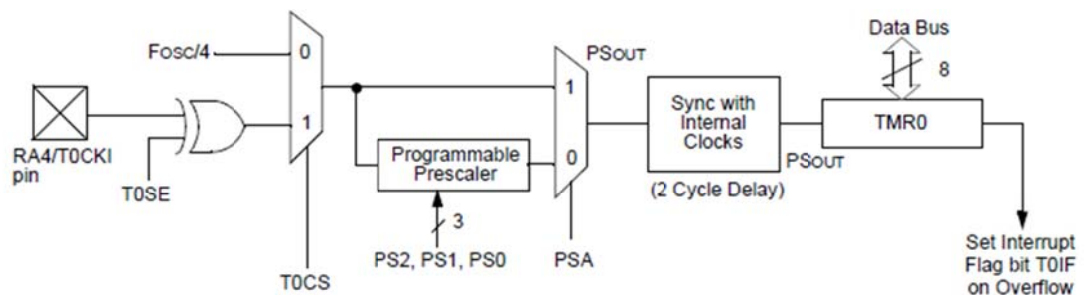 Data Bus
Fosc/4
0
PSOUT
8
1
Sync with
Internal
Clocks
TMR0
1
RA4/T0CKI
pin
Programmable
Prescaler
0
PSOUT
T0SE
(2 Cycle Delay)
3
PS2, PS1, PS0
PSA
T0CS
Set Interrupt
Flag bit T0IF
on Overflow